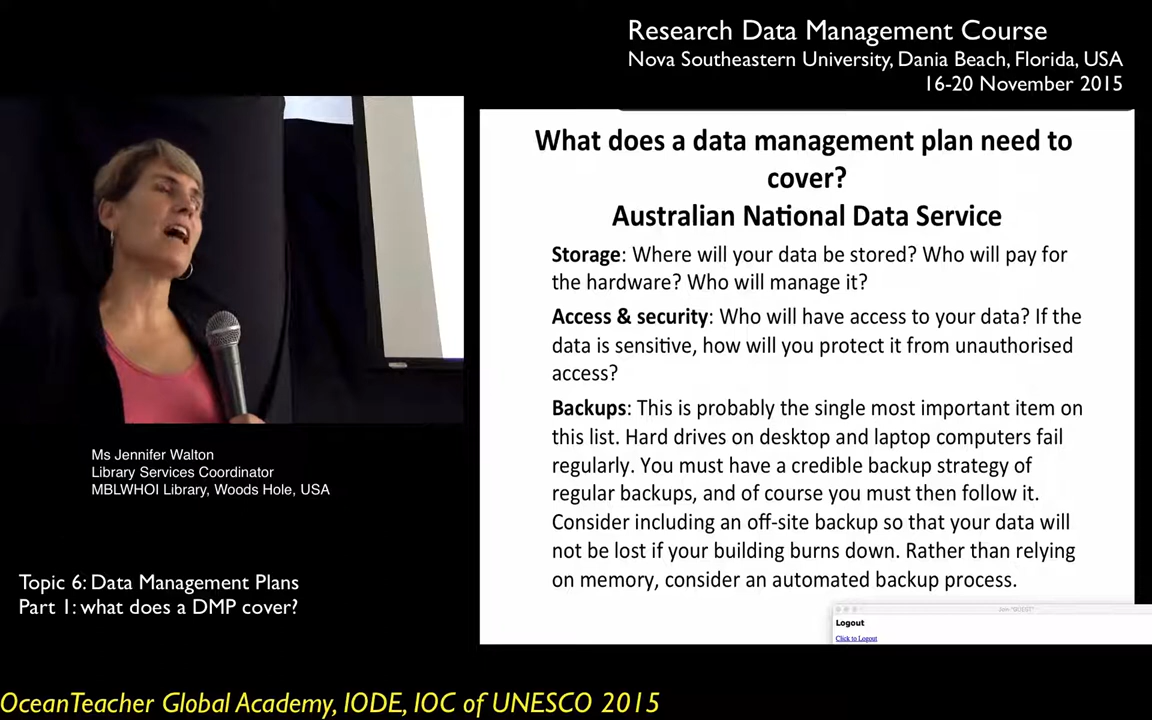 Research Data Management Course
Nova Southeastern University, Dania Beach, Florida, USA
16-20 November 2015
What does a data management plan need to
cover?
Australian National Data Service
Storage: Where will your data be stored? Who will pay for
the hardware? Who will manage it?
Access & security: Who will have access to your data? If the
data is sensitive, how will you protect it from unauthorised
access?
Backups: This is probably the single most important item on
this list. Hard drives on desktop and laptop computers fail
regularly. You must have a credible backup strategy of
regular backups, and of course you must then follow it.
Consider including an off-site backup so that your data will
not be lost if your building burns down. Rather than relying
on memory, consider an automated backup process.
Logout
Click to Logout
Ms Jennifer Walton
Library Services Coordinator
MBLWHOI Library, Woods Hole, USA
Topic 6: Data Management Plans
Part 1: what does a DMP cover?
OceanTeacher Global Academy, IODE, IOC of UNESCO 2015